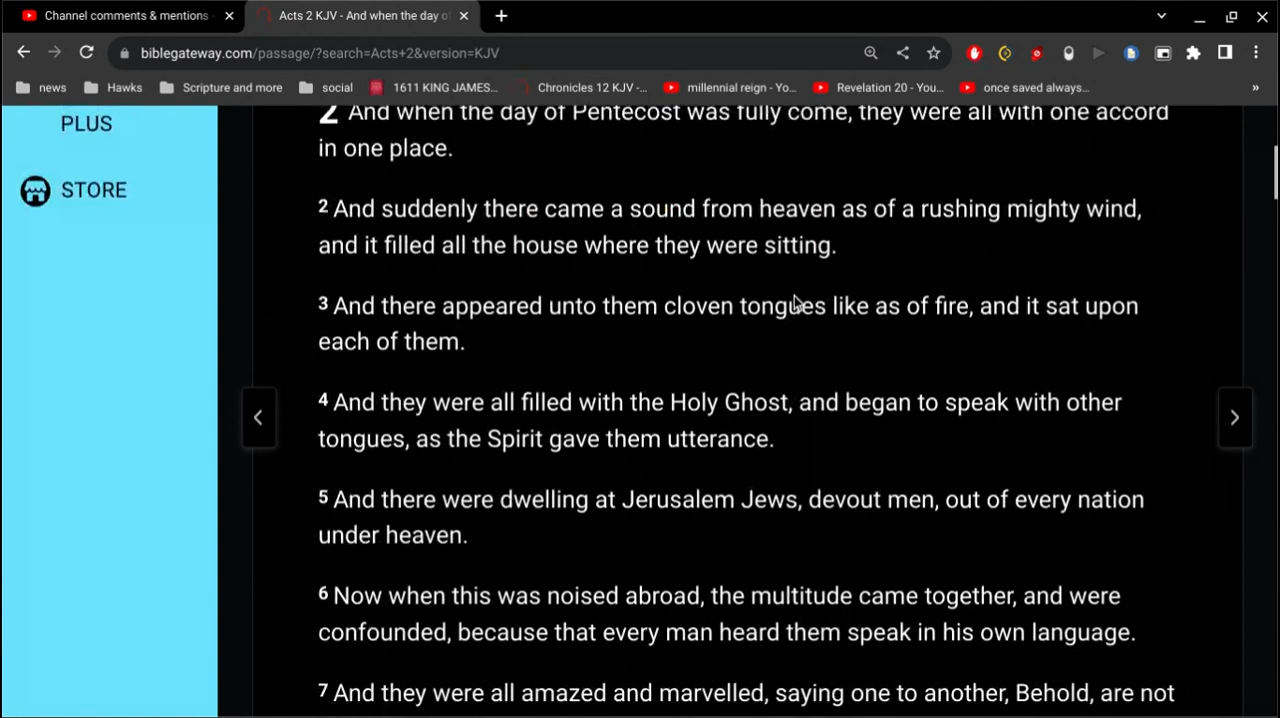 Channel comments & mentions -
Acts 2 KJV - And when the day of
biblegateway.com/passage/?search=Acts+2&version=KJV
news
Hawks
Scripture and more
social
1611 KING JAMES...
Chronicles 12 KJV -...
millennial reign - Yo...
Revelation 20 - You...
once saved always...
»
PLUS
STORE
2 And when the day of Pentecost was fully come, they were all with one accord
in one place.
2 And suddenly there came a sound from heaven as of a rushing mighty wind,
and it filled all the house where they were sitting.
3 And there appeared unto them cloven tongues like as of fire, and it sat upon
each of them.
4 And they were all filled with the Holy Ghost, and began to speak with other
tongues, as the Spirit gave them utterance.
5 And there were dwelling at Jerusalem Jews, devout men, out of every nation
under heaven.
6 Now when this was noised abroad, the multitude came together, and were
confounded, because that every man heard them speak in his own language.
7 And they were all amazed and marvelled, saying one to another, Behold, are not